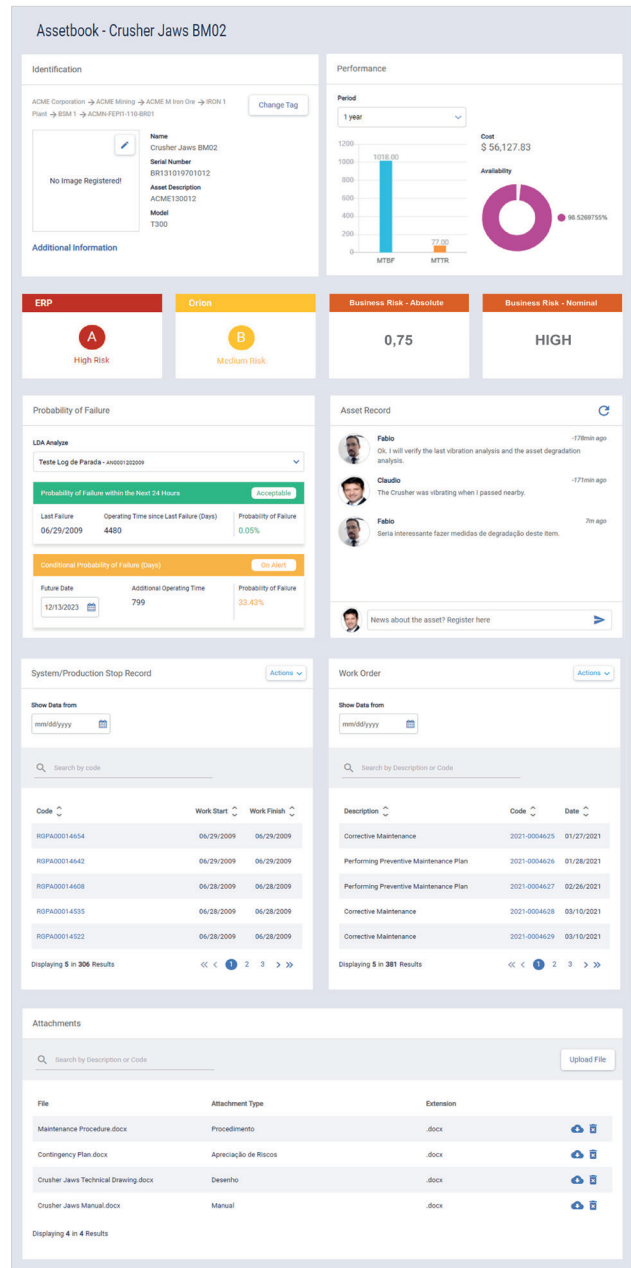 Assetbook - Crusher Jaws BM02
Identification
ACME Corporation → ACME Mining → ACME M Iron Ore → IRON 1
Plant → BSM 1 → ACMN-FEPI1-110-BR01
Change Tag
No Image Registered!
Name
Crusher Jaws BM02
Serial Number
BR131019701012
Asset Description
ACME130012
Model
T300
Additional Information
Performance
Period
1 year
1200
1000
800
600
400
200
0
1018.00
77.00
MTBF
MTTR
Cost
$ 56,127.83
Availability
98.5269755%
ERP
A
High Risk
Orion
B
Medium Risk
Business Risk - Absolute
0,75
Business Risk - Nominal
HIGH
Probability of Failure
LDA Analyze
Teste Log de Parada - AN0001202009
Probability of Failure within the Next 24 Hours
Acceptable
Last Failure
Operating Time since Last Failure (Days)
Probability of Failure
06/29/2009
4480
0.05%
Conditional Probability of Failure (Days)
On Alert
Future Date
Additional Operating Time
Probability of Failure
12/13/2023
799
33.43%
Asset Record
Fabio
-178min ago
Ok, I will verify the last vibration analysis and the asset degradation
analysis.
Claudio
-171min ago
The Crusher was vibrating when I passed nearby.
Fabio
7m ago
Seria interessante fazer medidas de degradação deste item.
News about the asset? Register here
System/Production Stop Record
Actions
Show Data from
mm/dd/yyyy
Search by code
Code
Work Start
Work Finish
RGPA00014654
06/29/2009
06/29/2009
RGPA00014642
06/29/2009
06/29/2009
RGPA00014608
06/28/2009
06/28/2009
RGPA00014535
06/28/2009
06/28/2009
RGPA00014522
06/28/2009
06/28/2009
Displaying 5 in 306 Results
1 2 3
Work Order
Actions
Show Data from
mm/dd/yyyy
Search by Description or Code
Description
Code
Date
Corrective Maintenance
2021-0004625
01/27/2021
Performing Preventive Maintenance Plan
2021-0004626
01/28/2021
Performing Preventive Maintenance Plan
2021-0004627
02/26/2021
Corrective Maintenance
2021-0004628
03/10/2021
Corrective Maintenance
2021-0004629
03/10/2021
Displaying 5 in 381 Results
1 2 3
Attachments
Search by Description or Code
Upload File
File
Attachment Type
Extension
Maintenance Procedure.docx
Procedimento
.docx
Contingency Plan.docx
Apreciação de Riscos
.docx
Crusher Jaws Technical Drawing.docx
Desenho
.docx
Crusher Jaws Manual.docx
Manual
.docx
Displaying 4 in 4 Results